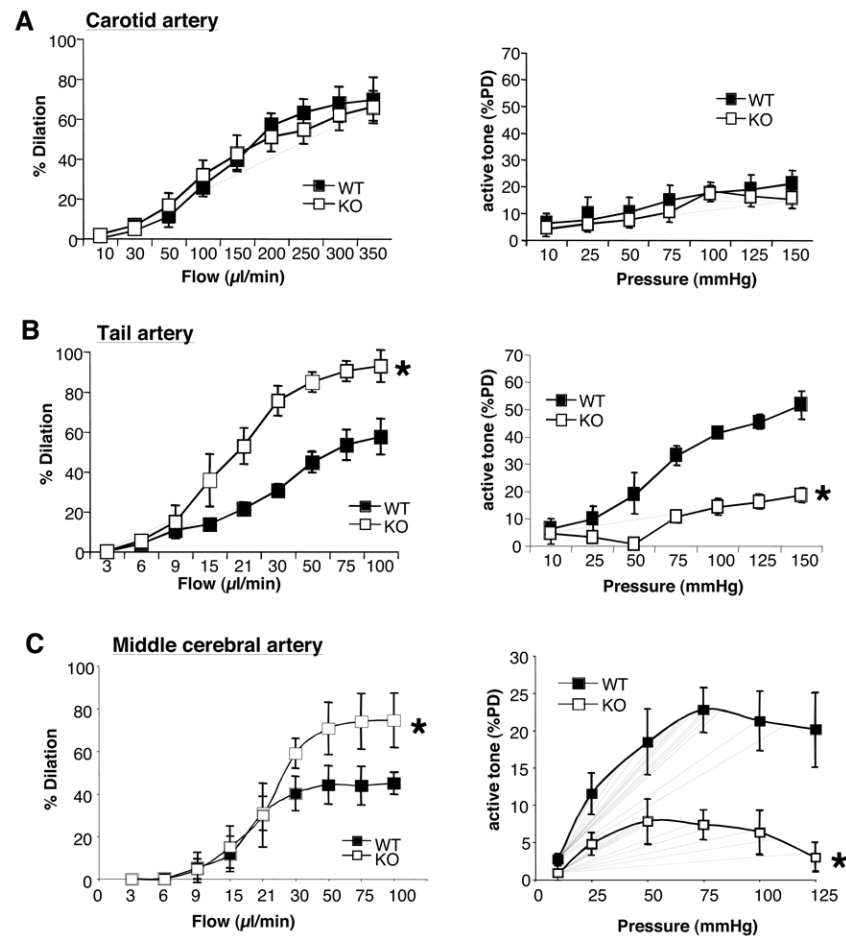 A Carotid artery
% Dilation
100
80
60
40
20
0
WT
KO
10 30 50 100 150 200 250 300 350
Flow (µl/min)
active tone (%PD)
70
60
50
40
30
20
10
0
WT
KO
10 25 50 75 100 125 150
Pressure (mmHg)
B Tail artery
% Dilation
100
80
60
40
20
0
*
WT
KO
3 6 9 15 21 30 50 75 100
Flow (µl/min)
active tone (%PD)
70
60
50
40
30
20
10
0
WT
KO
*
10 25 50 75 100 125 150
Pressure (mmHg)
C Middle cerebral artery
% Dilation
100
80
60
40
20
0
*
WT
KO
0 3 6 9 15 21 30 50 75 100
Flow (µl/min)
active tone (%PD)
30
25
20
15
10
5
0
WT
KO
*
0 25 50 75 100 125
Pressure (mmHg)